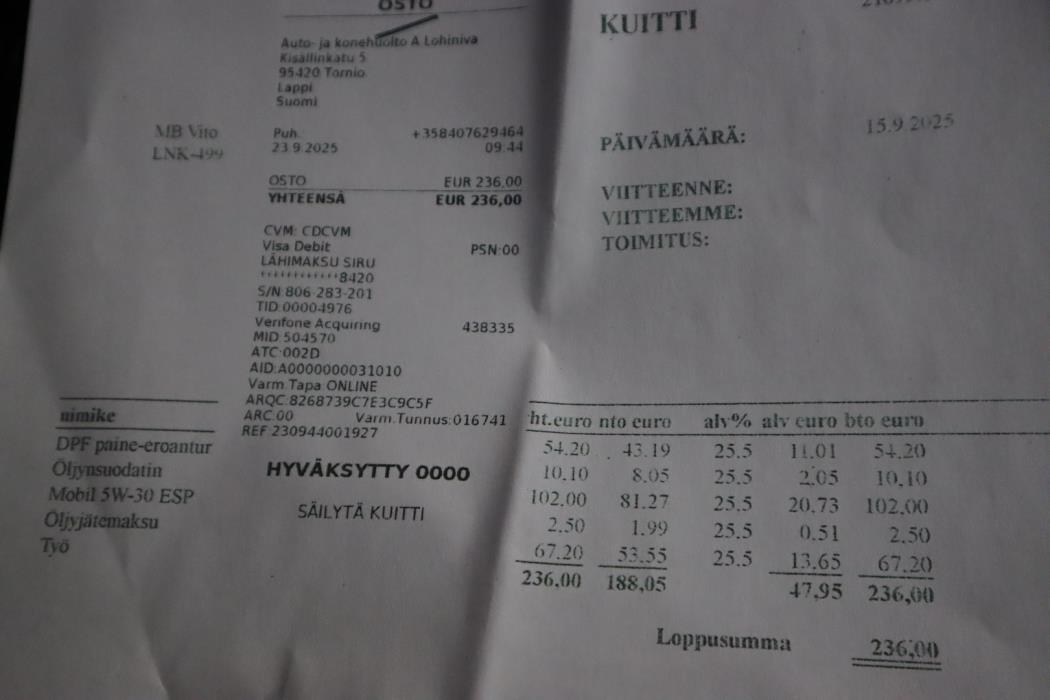 OSTO
Auto- ja konehuolto A Lohiniva
Kisällinkatu 5
95420 Tornio
Lappi
Suomi
Puh. +358407629464
23.9.2025 09:44
OSTO EUR 236,00
YHTEENSÄ EUR 236,00
CVM: CDCVM
Visa Debit PSN:00
LÄHIMAKSU SIRU
************8420
S/N:806-283-201
TID:00004976
Verifone Acquiring 438335
MID:504570
ATC:002D
AID:A0000000031010
Varm.Tapa ONLINE
ARQC:8268739C7E3C9C5F
ARC:00 Varm.Tunnus:016741
REF:230944001927
HYVÄKSYTTY 0000
SÄILYTÄ KUITTI
MB Vito
LNK-499
KUITTI
PÄIVÄMÄÄRÄ: 15.9.2025
VIITTEENNE:
VIITTEEMME:
TOIMITUS:
nimike ht.euro nto euro alv% alv euro bto euro
DPF paine-eroantur 54.20 43.19 25.5 11.01 54.20
Öljynsuodatin 10.10 8.05 25.5 2.05 10.10
Mobil 5W-30 ESP 102.00 81.27 25.5 20.73 102.00
Öljyjätemaksu 2.50 1.99 25.5 0.51 2.50
Työ 67.20 53.55 25.5 13.65 67.20
236,00 188,05 47,95 236,00
Loppusumma 236,00